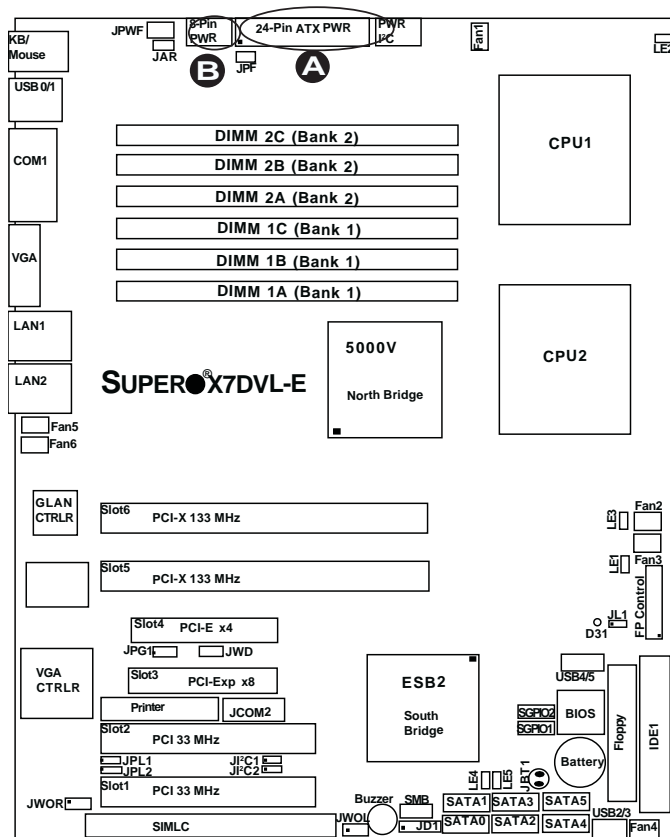 KB/
Mouse
JPWF
JAR
8-Pin
PWR
24-Pin ATX PWR
PWR
I²C
Fan1
LE2
B
JPF
A
USB 0/1
COM1
VGA
LAN1
LAN2
Fan5
Fan6
DIMM 2C (Bank 2)
DIMM 2B (Bank 2)
DIMM 2A (Bank 2)
DIMM 1C (Bank 1)
DIMM 1B (Bank 1)
DIMM 1A (Bank 1)
CPU1
CPU2
5000V
North Bridge
SUPER●®X7DVL-E
GLAN
CTRLR
Slot6
PCI-X 133 MHz
Slot5
PCI-X 133 MHz
Slot4
PCI-E x4
JPG1
JWD
Slot3
PCI-Exp x8
VGA
CTRLR
Printer
JCOM2
Slot2
PCI 33 MHz
JPL1
JPL2
JI²C1
JI²C2
Slot1
PCI 33 MHz
JWOR
SIMLC
ESB2
South
Bridge
LE3
Fan2
Fan3
LE1
FP Control
JL1
D31
USB4/5
SGPIO2
SGPIO1
BIOS
Floppy
IDE1
Battery
JBT1
LE4
LE5
Buzzer
SMB
JWOL
JD1
SATA1
SATA3
SATA5
SATA0
SATA2
SATA4
USB2/3
Fan4